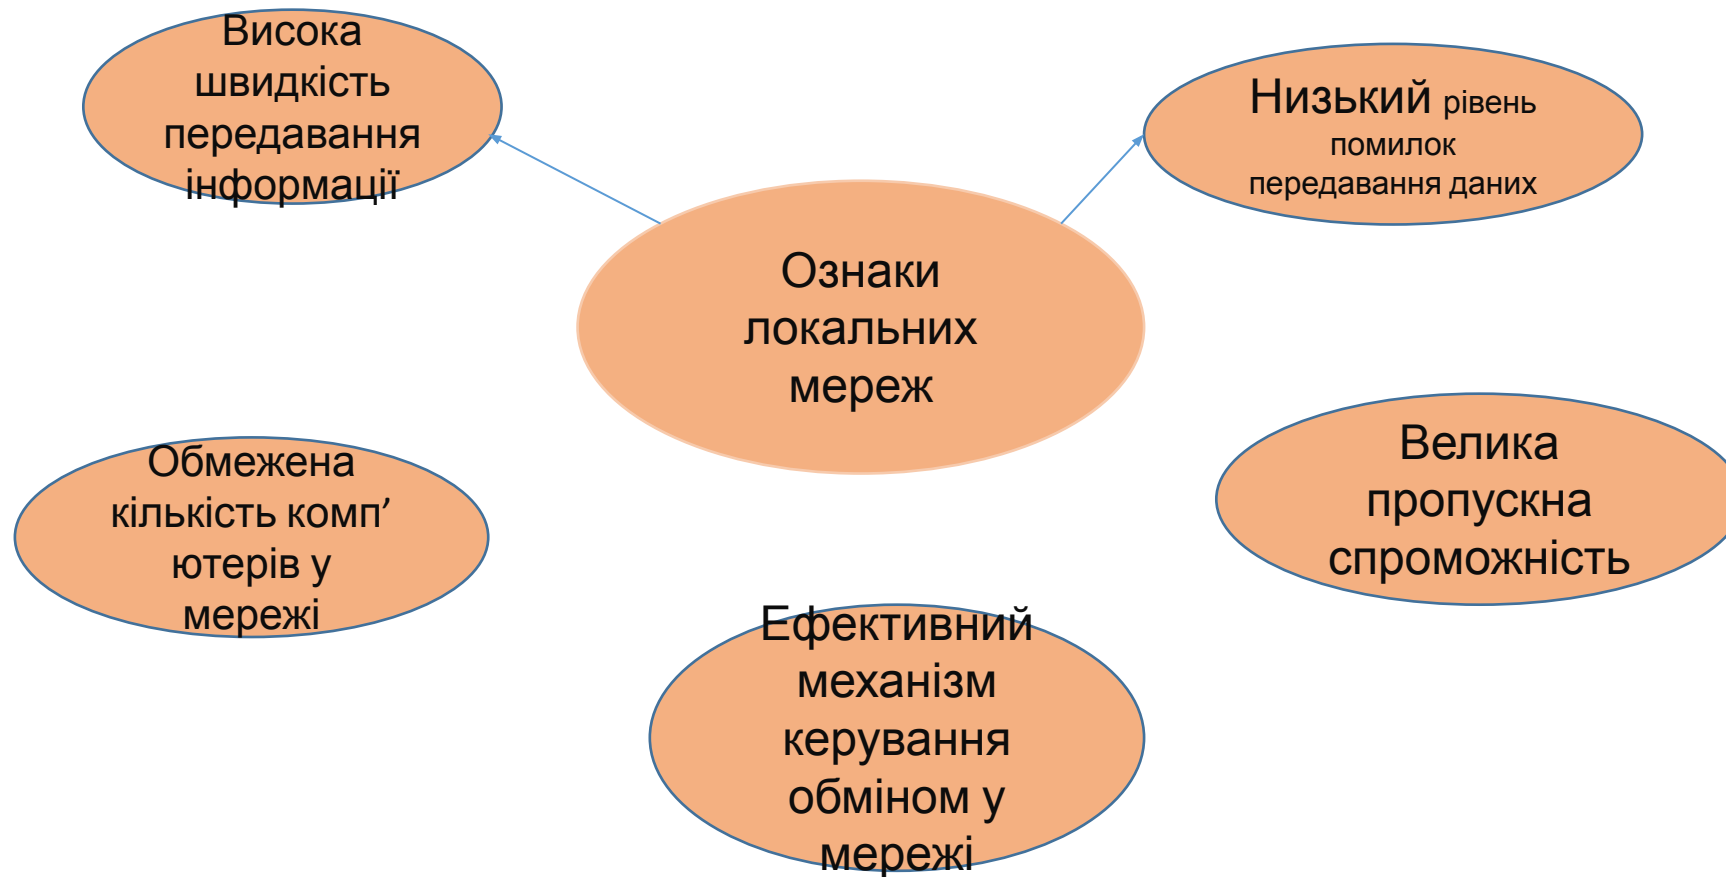 Висока
швидкість
передавання
інформації
Низький рівень
помилок
передавання даних
Ознаки
локальних
мереж
Обмежена
кількість комп’
ютерів у
мережі
Велика
пропускна
спроможність
Ефективний
механізм
керування
обміном у
мережі